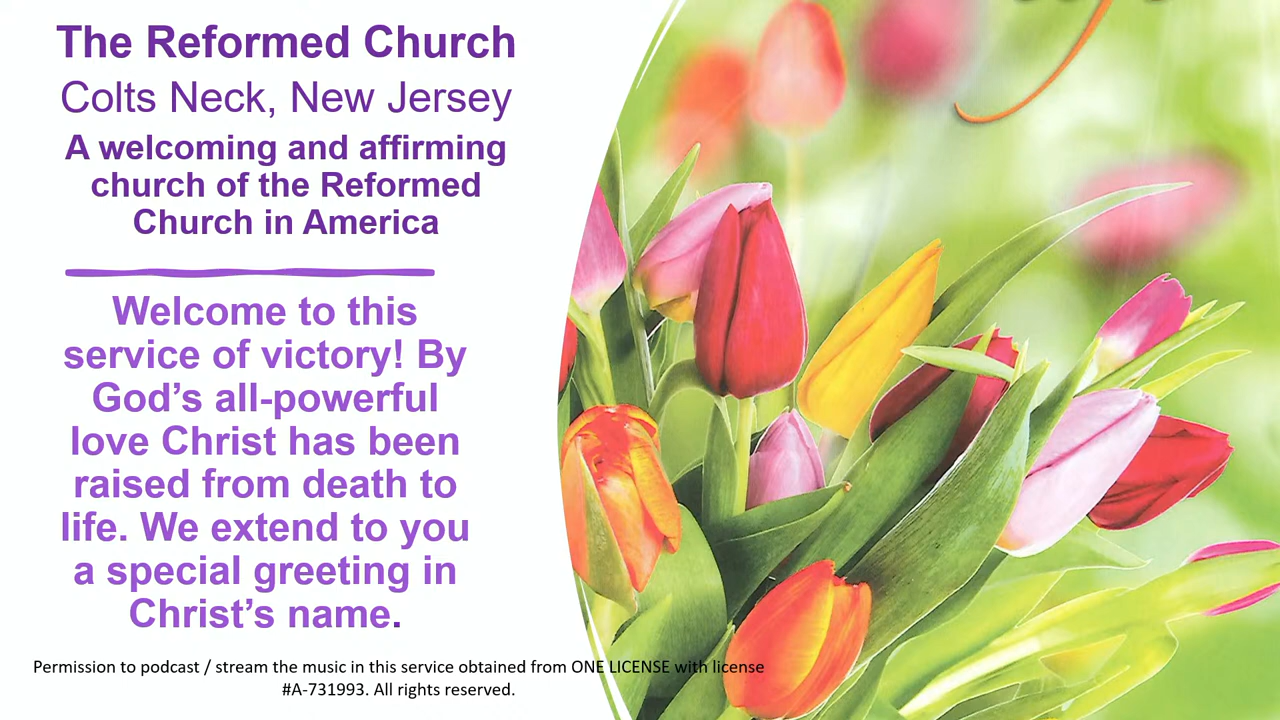 The Reformed Church
Colts Neck, New Jersey
A welcoming and affirming
church of the Reformed
Church in America
Welcome to this
service of victory! By
God’s all-powerful
love Christ has been
raised from death to
life. We extend to you
a special greeting in
Christ’s name.
Permission to podcast / stream the music in this service obtained from ONE LICENSE with license
#A-731993. All rights reserved.